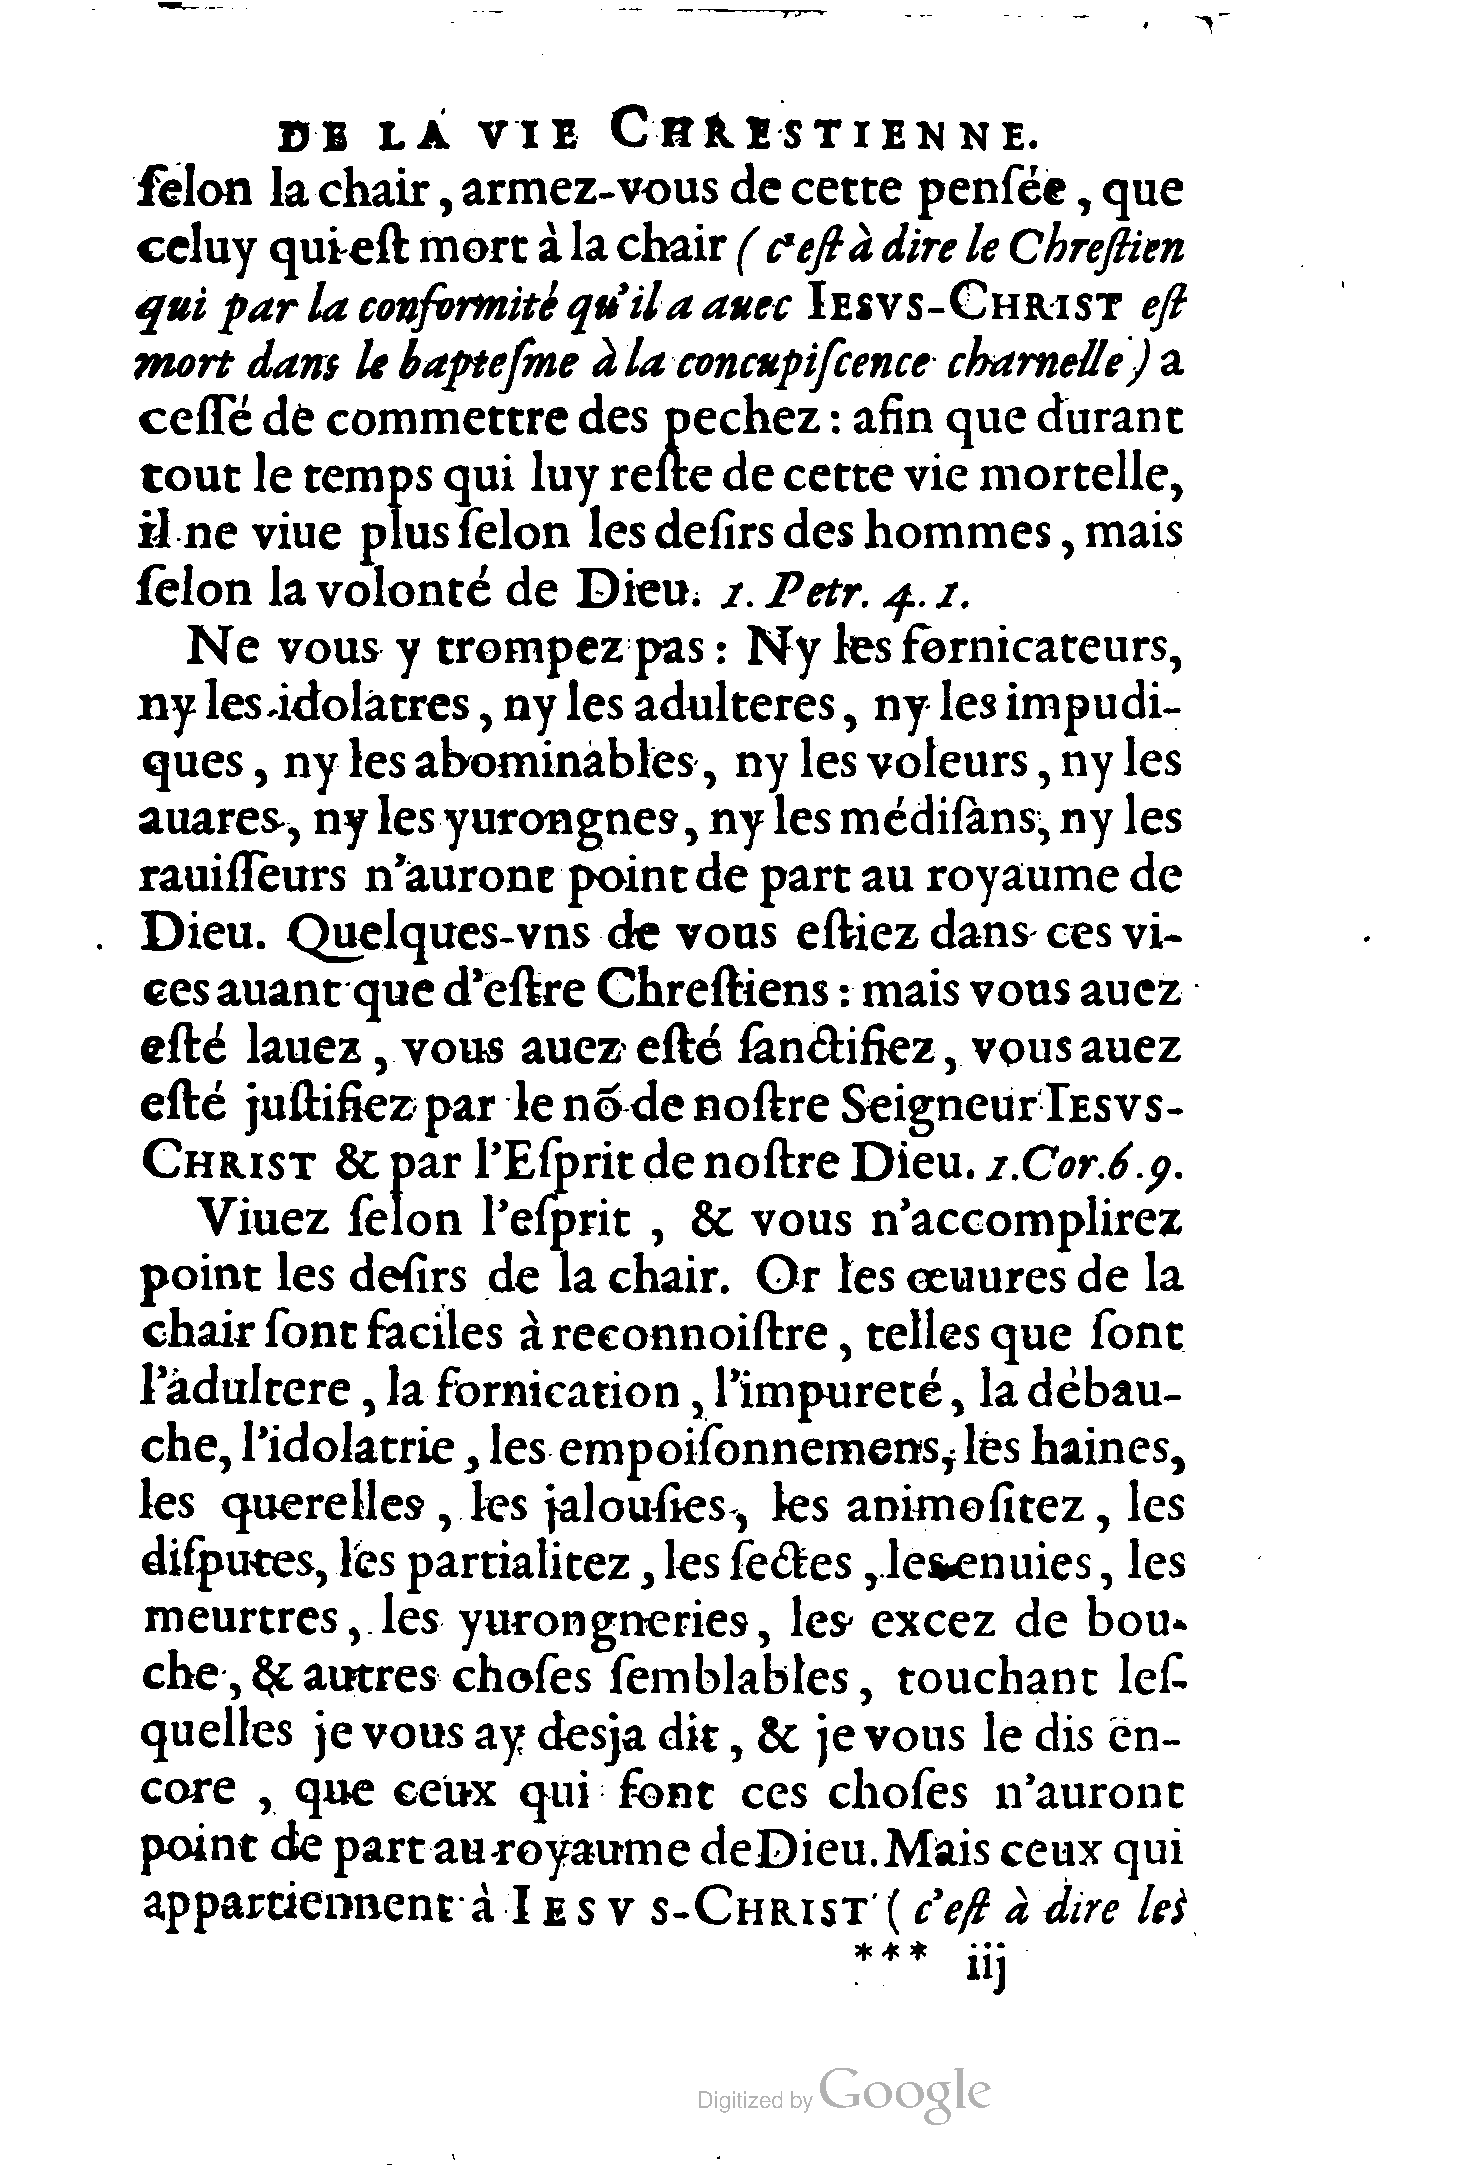 DE LA VIE CHRESTIENNE.
ſelon la chair, armez-vous de cette penſée, que
celuy qui eſt mort à la chair (c'eſt à dire le Chreſtien
qui par la conformité qu'il a auec IESVS-CHRIST eſt
mort dans le bapteſme à la concupiſcence charnelle) a
ceſſé de commettre des pechez : afin que durant
tout le temps qui luy reſte de cette vie mortelle,
il ne viue plus ſelon les deſirs des hommes, mais
ſelon la volonté de Dieu. 1. Petr. 4. 1.
Ne vous y trompez pas : Ny les fornicateurs,
ny les idolatres, ny les adulteres, ny les impudi-
ques, ny les abominables, ny les voleurs, ny les
auares, ny les yurongnes, ny les médiſans, ny les
rauiſſeurs n'auront point de part au royaume de
Dieu. Quelques-vns de vous eſtiez dans ces vi-
ces auant que d'eſtre Chreſtiens : mais vous auez
eſté lauez, vous auez eſté ſanctifiez, vous auez
eſté juſtifiez par le nõ de noſtre Seigneur IESVS-
CHRIST & par l'Eſprit de noſtre Dieu. 1.Cor.6.9.
Viuez ſelon l'eſprit, & vous n'accomplirez
point les deſirs de la chair. Or les œuures de la
chair ſont faciles à reconnoiſtre, telles que ſont
l'adultere, la fornication, l'impureté, la débau-
che, l'idolatrie, les empoiſonnemens, les haines,
les querelles, les jalouſies, les animoſitez, les
diſputes, les partialitez, les ſectes, les enuies, les
meurtres, les yurongneries, les excez de bou-
che, & autres choſes ſemblables, touchant leſ-
quelles je vous ay desja dit, & je vous le dis en-
core, que ceux qui font ces choſes n'auront
point de part au royaume de Dieu. Mais ceux qui
appartiennent à IESVS-CHRIST (c'eſt à dire les
*** iij
Digitized by Google